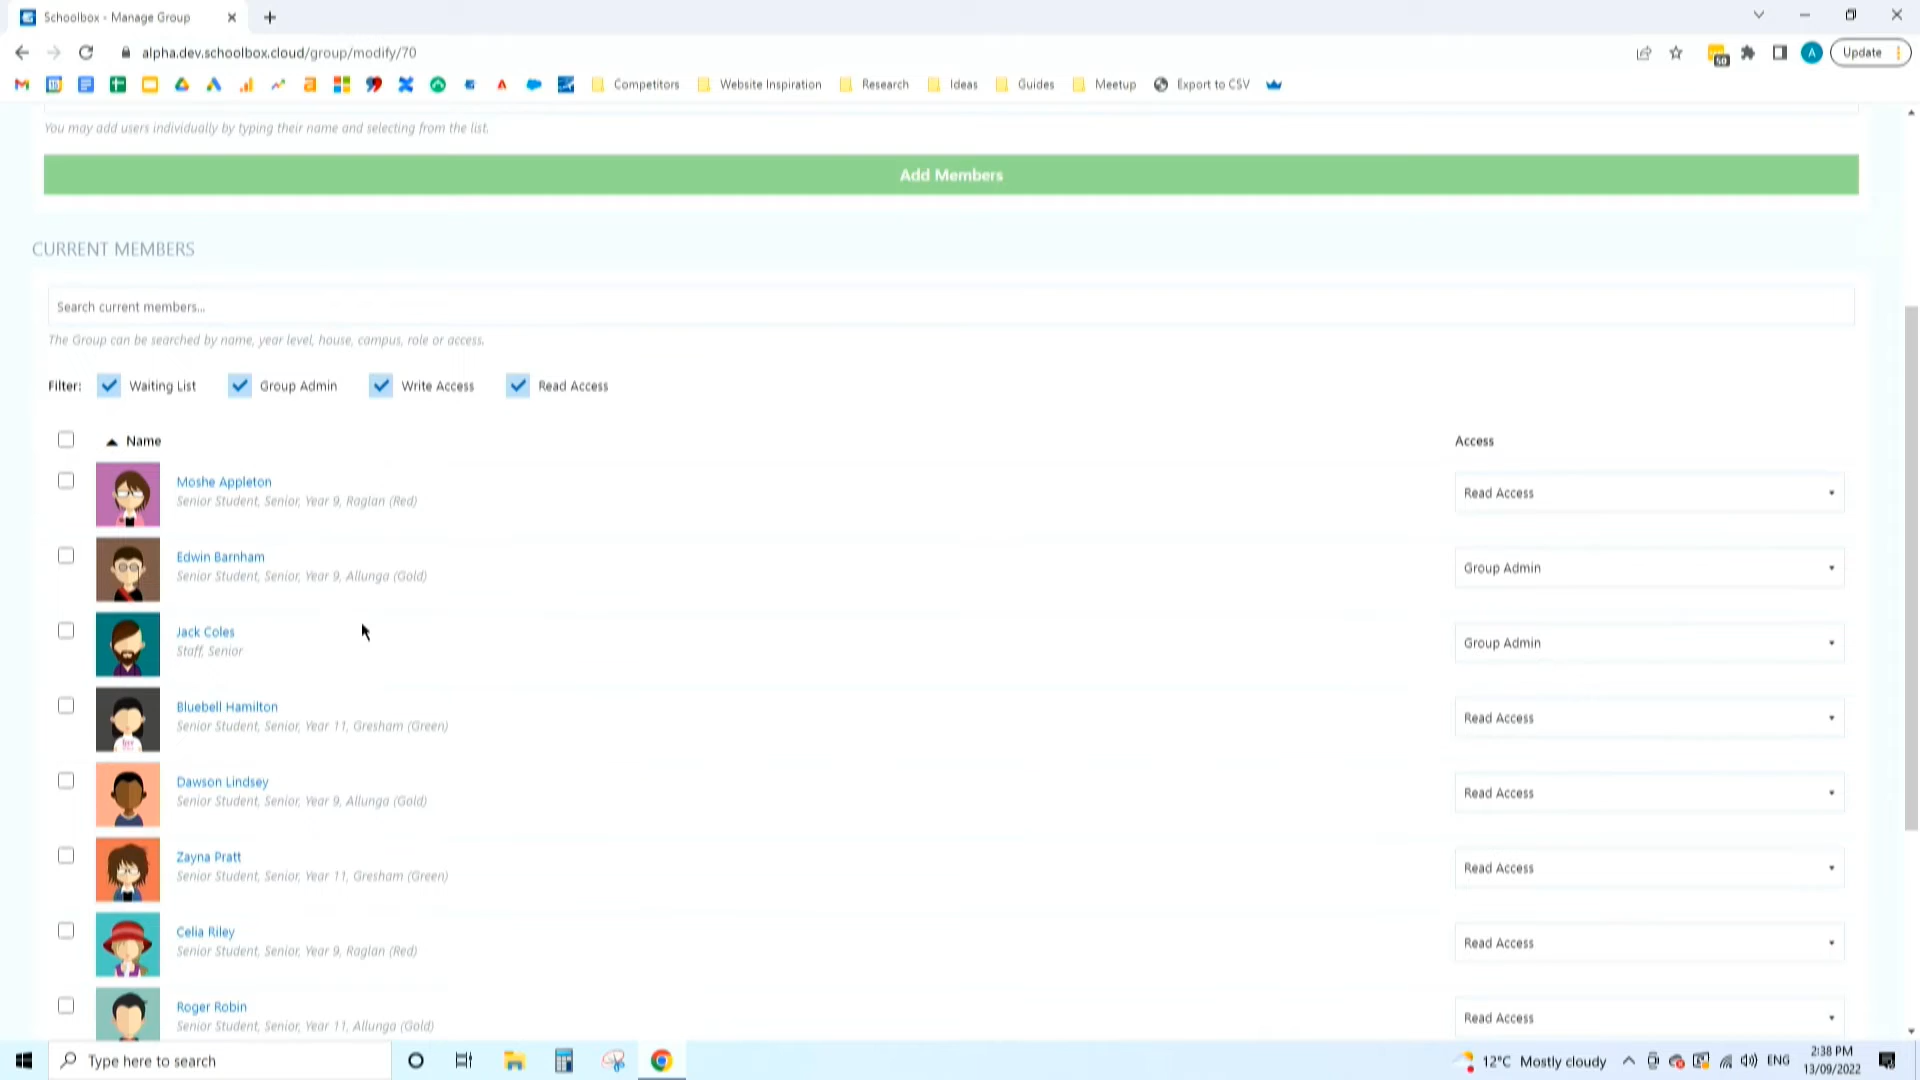 Schoolbox - Manage Group
alpha.dev.schoolbox.cloud/group/modify/70
50
A
Update
Competitors
Website Inspiration
Research
Ideas
Guides
Meetup
Export to CSV
You may add users individually by typing their name and selecting from the list.
Add Members
CURRENT MEMBERS
Search current members...
The Group can be searched by name, year level, house, campus, role or access.
Filter: Waiting List Group Admin Write Access Read Access
Name Access
Moshe Appleton
Senior Student, Senior, Year 9, Raglan (Red)
Read Access
Edwin Barnham
Senior Student, Senior, Year 9, Allunga (Gold)
Group Admin
Jack Coles
Staff, Senior
Group Admin
Bluebell Hamilton
Senior Student, Senior, Year 11, Gresham (Green)
Read Access
Dawson Lindsey
Senior Student, Senior, Year 9, Allunga (Gold)
Read Access
Zayna Pratt
Senior Student, Senior, Year 11, Gresham (Green)
Read Access
Celia Riley
Senior Student, Senior, Year 9, Raglan (Red)
Read Access
Roger Robin
Senior Student, Senior, Year 11, Allunga (Gold)
Read Access
Type here to search
12°C Mostly cloudy
ENG
2:38 PM
13/09/2022